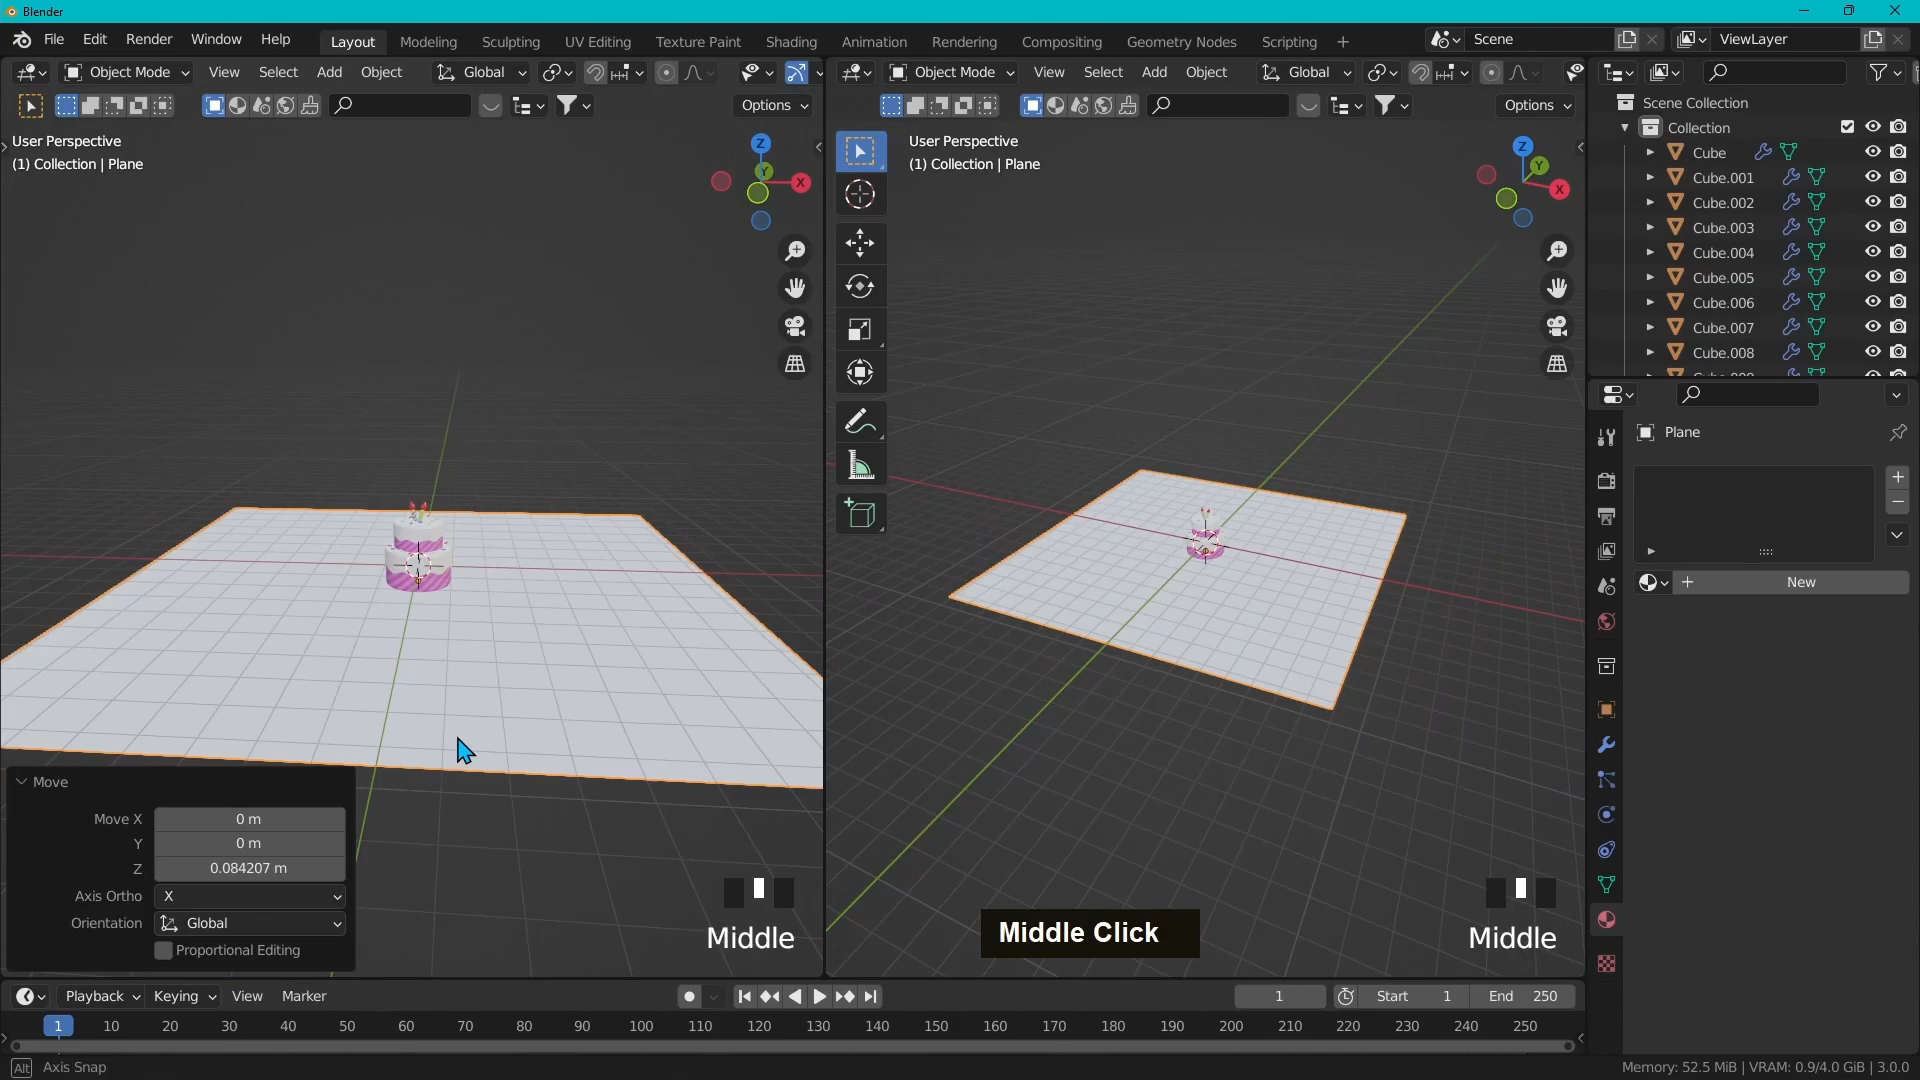 Blender
File Edit Render Window Help Layout Modeling Sculpting UV Editing Texture Paint Shading Animation Rendering Compositing Geometry Nodes Scripting + Scene ViewLayer
Object Mode View Select Add Object Global Object Mode View Select Add Object Global
Options Options
Scene Collection
Collection
Cube
Cube.001
Cube.002
Cube.003
Cube.004
Cube.005
Cube.006
Cube.007
Cube.008
User Perspective
(1) Collection | Plane
Z
Y
X
User Perspective
(1) Collection | Plane
Z
Y
X
Plane
New
Move
Move X 0 m
Y 0 m
Z 0.084207 m
Axis Ortho X
Orientation Global
Proportional Editing
Middle
Middle Click
Middle
Playback Keying View Marker 1 Start 1 End 250
1 10 20 30 40 50 60 70 80 90 100 110 120 130 140 150 160 170 180 190 200 210 220 230 240 250
Alt Axis Snap
Memory: 52.5 MiB | VRAM: 0.9/4.0 GiB | 3.0.0